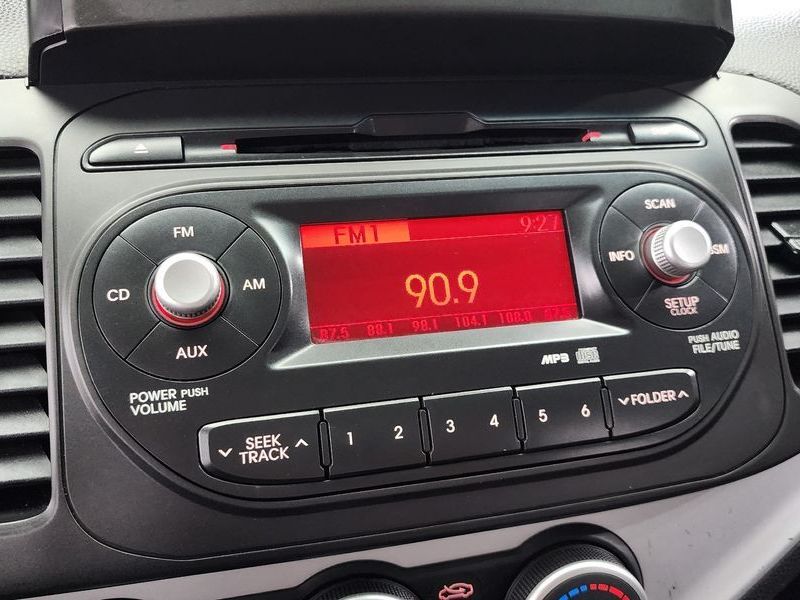 FM
CD
AM
AUX
POWER PUSH
VOLUME
FM1 9:27
90.9
87.5 88.1 98.1 104.1 108.0 87.5
SCAN
INFO
SETUP
CLOCK
PUSH AUDIO
FILE/TUNE
MP3
SEEK
TRACK
1 2 3 4 5 6
FOLDER